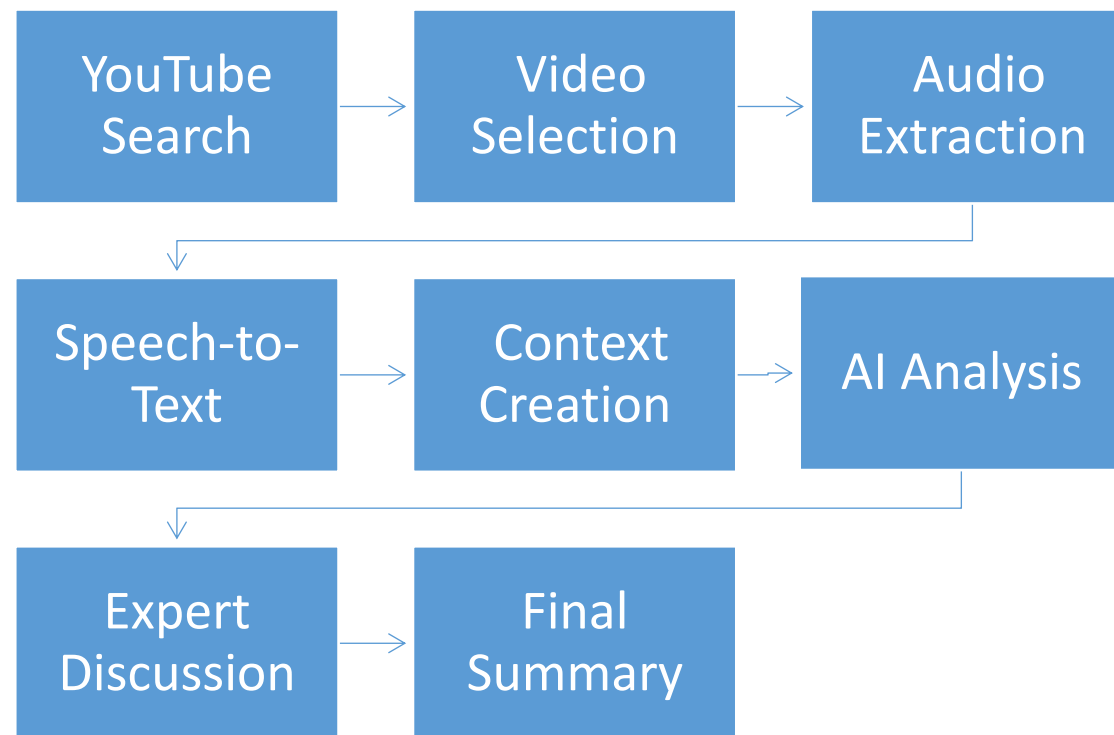 YouTube
Search
Video
Selection
Audio
Extraction
Speech-to-
Text
Context
Creation
AI Analysis
Expert
Discussion
Final
Summary